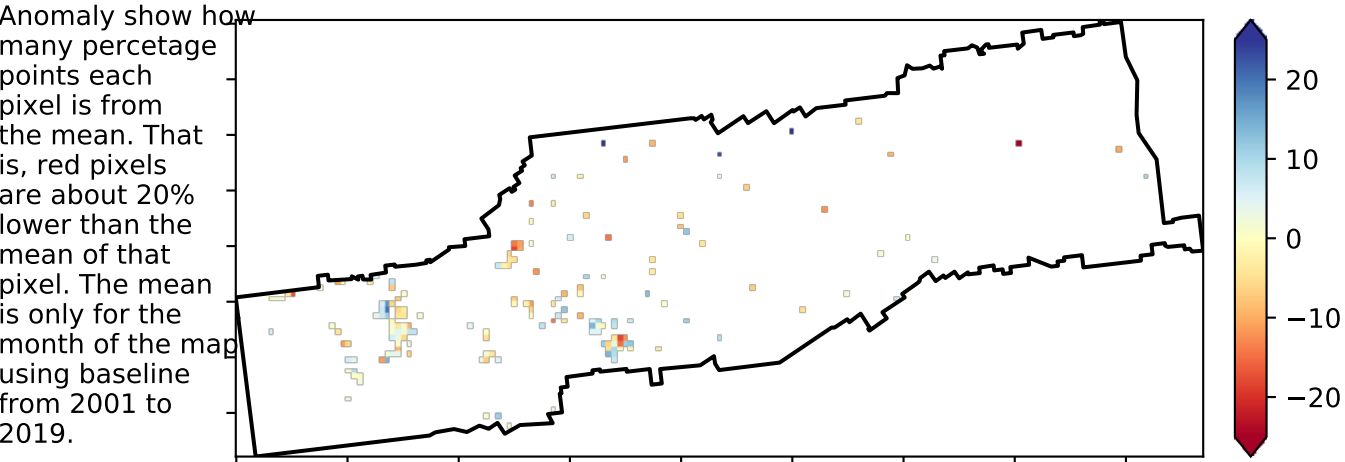 Anomaly show how
many percetage
points each
pixel is from
the mean. That
is, red pixels
are about 20%
lower than the
mean of that
pixel. The mean
is only for the
month of the map
using baseline
from 2001 to
2019.
20
10
0
−10
−20